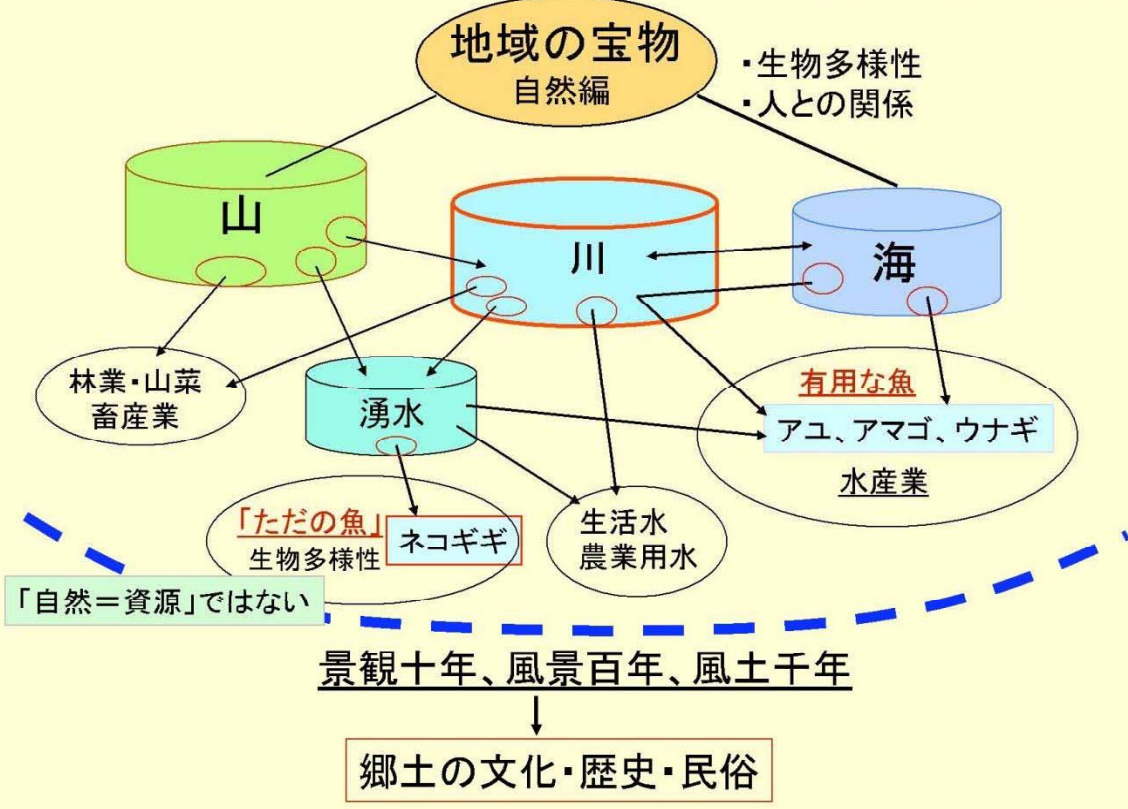 地域の宝物
自然編
・生物多様性
・人との関係
山
川
海
林業・山菜
畜産業
湧水
有用な魚
アユ、アマゴ、ウナギ
水産業
「ただの魚」
生物多様性
ネコギギ
生活水
農業用水
「自然＝資源」ではない
景観十年、風景百年、風土千年
郷土の文化・歴史・民俗